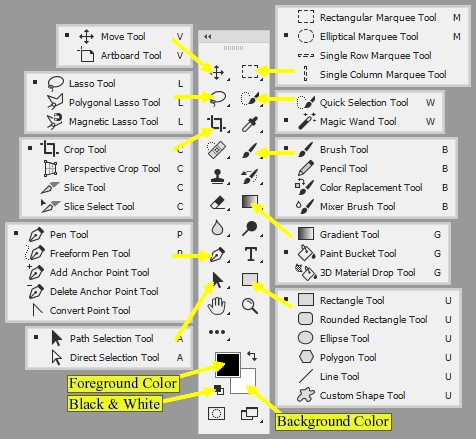 Move Tool V
Artboard Tool V
Lasso Tool L
Polygonal Lasso Tool L
Magnetic Lasso Tool L
Crop Tool C
Perspective Crop Tool C
Slice Tool C
Slice Select Tool C
Pen Tool P
Freeform Pen Tool P
Add Anchor Point Tool
Delete Anchor Point Tool
Convert Point Tool
Path Selection Tool A
Direct Selection Tool A
Foreground Color
Black & White
Rectangular Marquee Tool M
Elliptical Marquee Tool M
Single Row Marquee Tool
Single Column Marquee Tool
Quick Selection Tool W
Magic Wand Tool W
Brush Tool B
Pencil Tool B
Color Replacement Tool B
Mixer Brush Tool B
Gradient Tool G
Paint Bucket Tool G
3D Material Drop Tool G
Rectangle Tool U
Rounded Rectangle Tool U
Ellipse Tool U
Polygon Tool U
Line Tool U
Custom Shape Tool U
Background Color